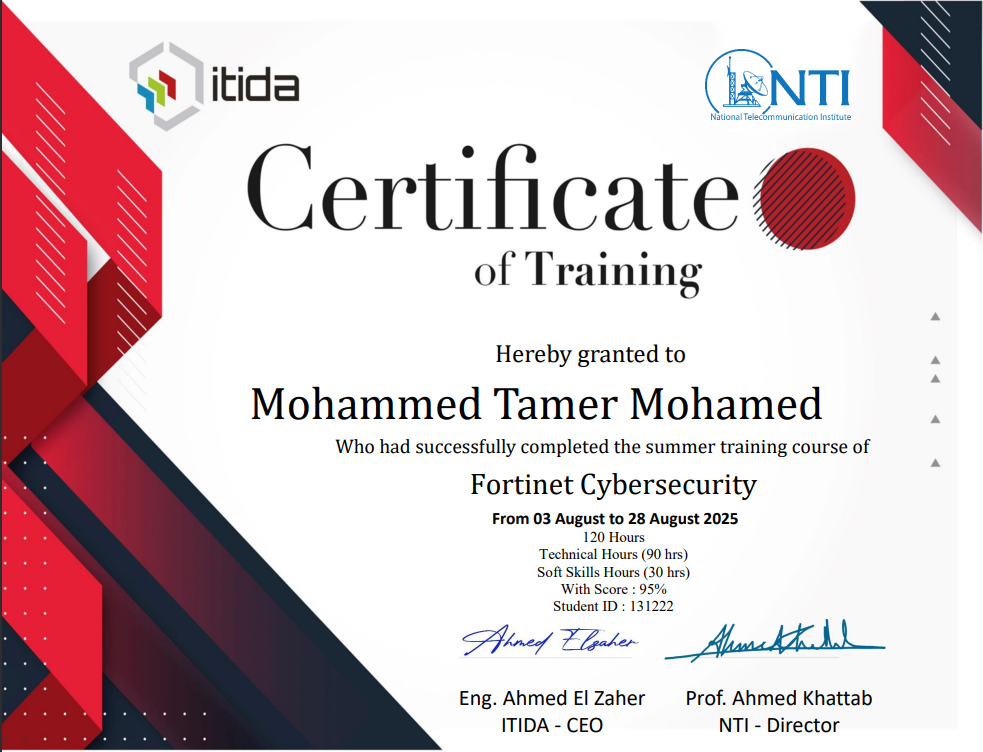 itida
NTI
National Telecommunication Institute
Certificate
of Training
Hereby granted to
Mohammed Tamer Mohamed
Who had successfully completed the summer training course of
Fortinet Cybersecurity
From 03 August to 28 August 2025
120 Hours
Technical Hours (90 hrs)
Soft Skills Hours (30 hrs)
With Score : 95%
Student ID : 131222
Ahmed Elzaher
Ahmed Khattab
Eng. Ahmed El Zaher
Prof. Ahmed Khattab
ITIDA - CEO
NTI - Director